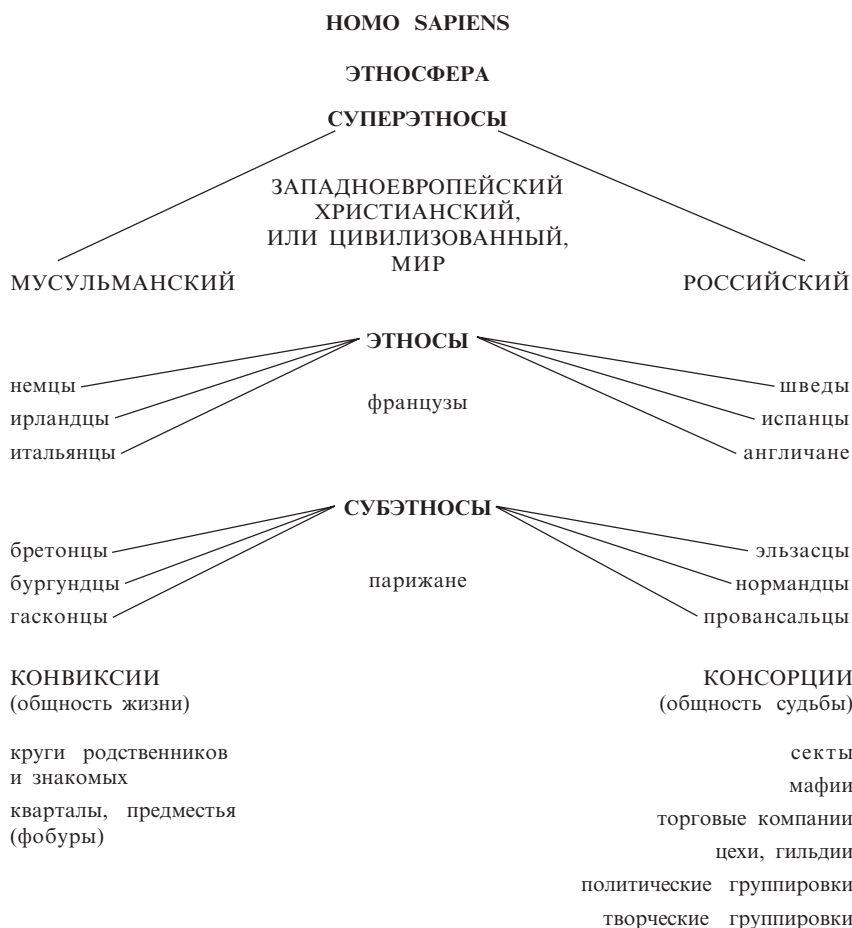 HOMO SAPIENS
ЭТНОСФЕРА
СУПЕРЭТНОСЫ
ЗАПАДНОЕВРОПЕЙСКИЙ
ХРИСТИАНСКИЙ,
ИЛИ ЦИВИЛИЗОВАННЫЙ,
МИР
МУСУЛЬМАНСКИЙ
РОССИЙСКИЙ
ЭТНОСЫ
немцы
ирландцы
итальянцы
французы
шведы
испанцы
англичане
СУБЭТНОСЫ
бретонцы
бургундцы
гасконцы
парижане
эльзасцы
нормандцы
провансальцы
КОНВИКСИИ
(общность жизни)
круги родственников
и знакомых
кварталы, предместья
(фобуры)
КОНСОРЦИИ
(общность судьбы)
секты
мафии
торговые компании
цехи, гильдии
политические группировки
творческие группировки